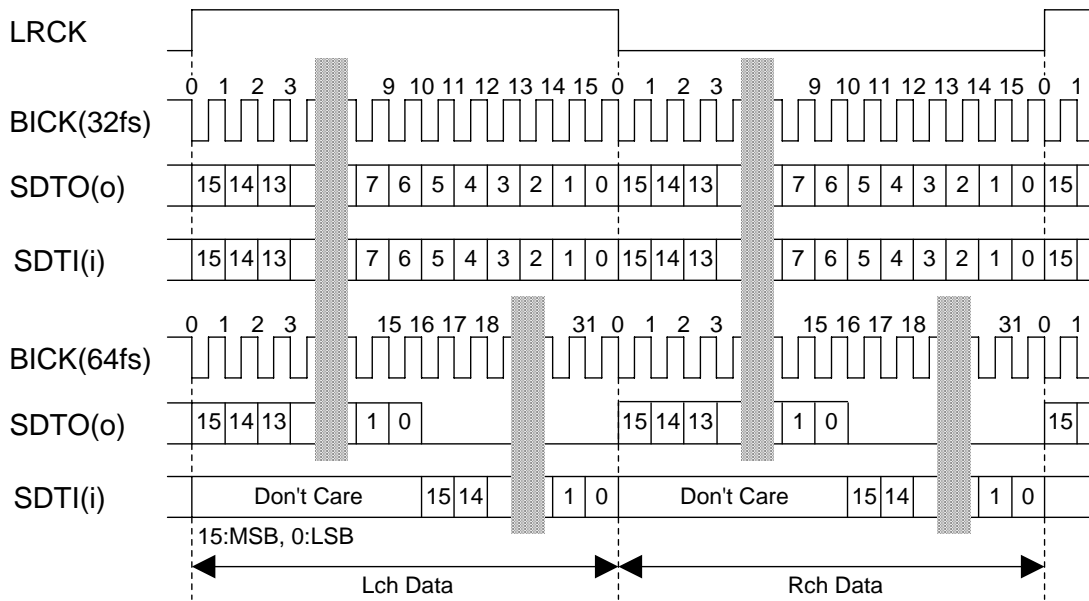 LRCK
0 1 2 3 9 10 11 12 13 14 15 0 1 2 3 9 10 11 12 13 14 15 0 1
BICK(32fs)
SDTO(o) 15 14 13 7 6 5 4 3 2 1 0 15 14 13 7 6 5 4 3 2 1 0 15
SDTI(i) 15 14 13 7 6 5 4 3 2 1 0 15 14 13 7 6 5 4 3 2 1 0 15
0 1 2 3 15 16 17 18 31 0 1 2 3 15 16 17 18 31 0 1
BICK(64fs)
SDTO(o) 15 14 13 1 0 15 14 13 1 0 15
SDTI(i) Don't Care 15 14 1 0 Don't Care 15 14 1 0
15:MSB, 0:LSB
Lch Data Rch Data